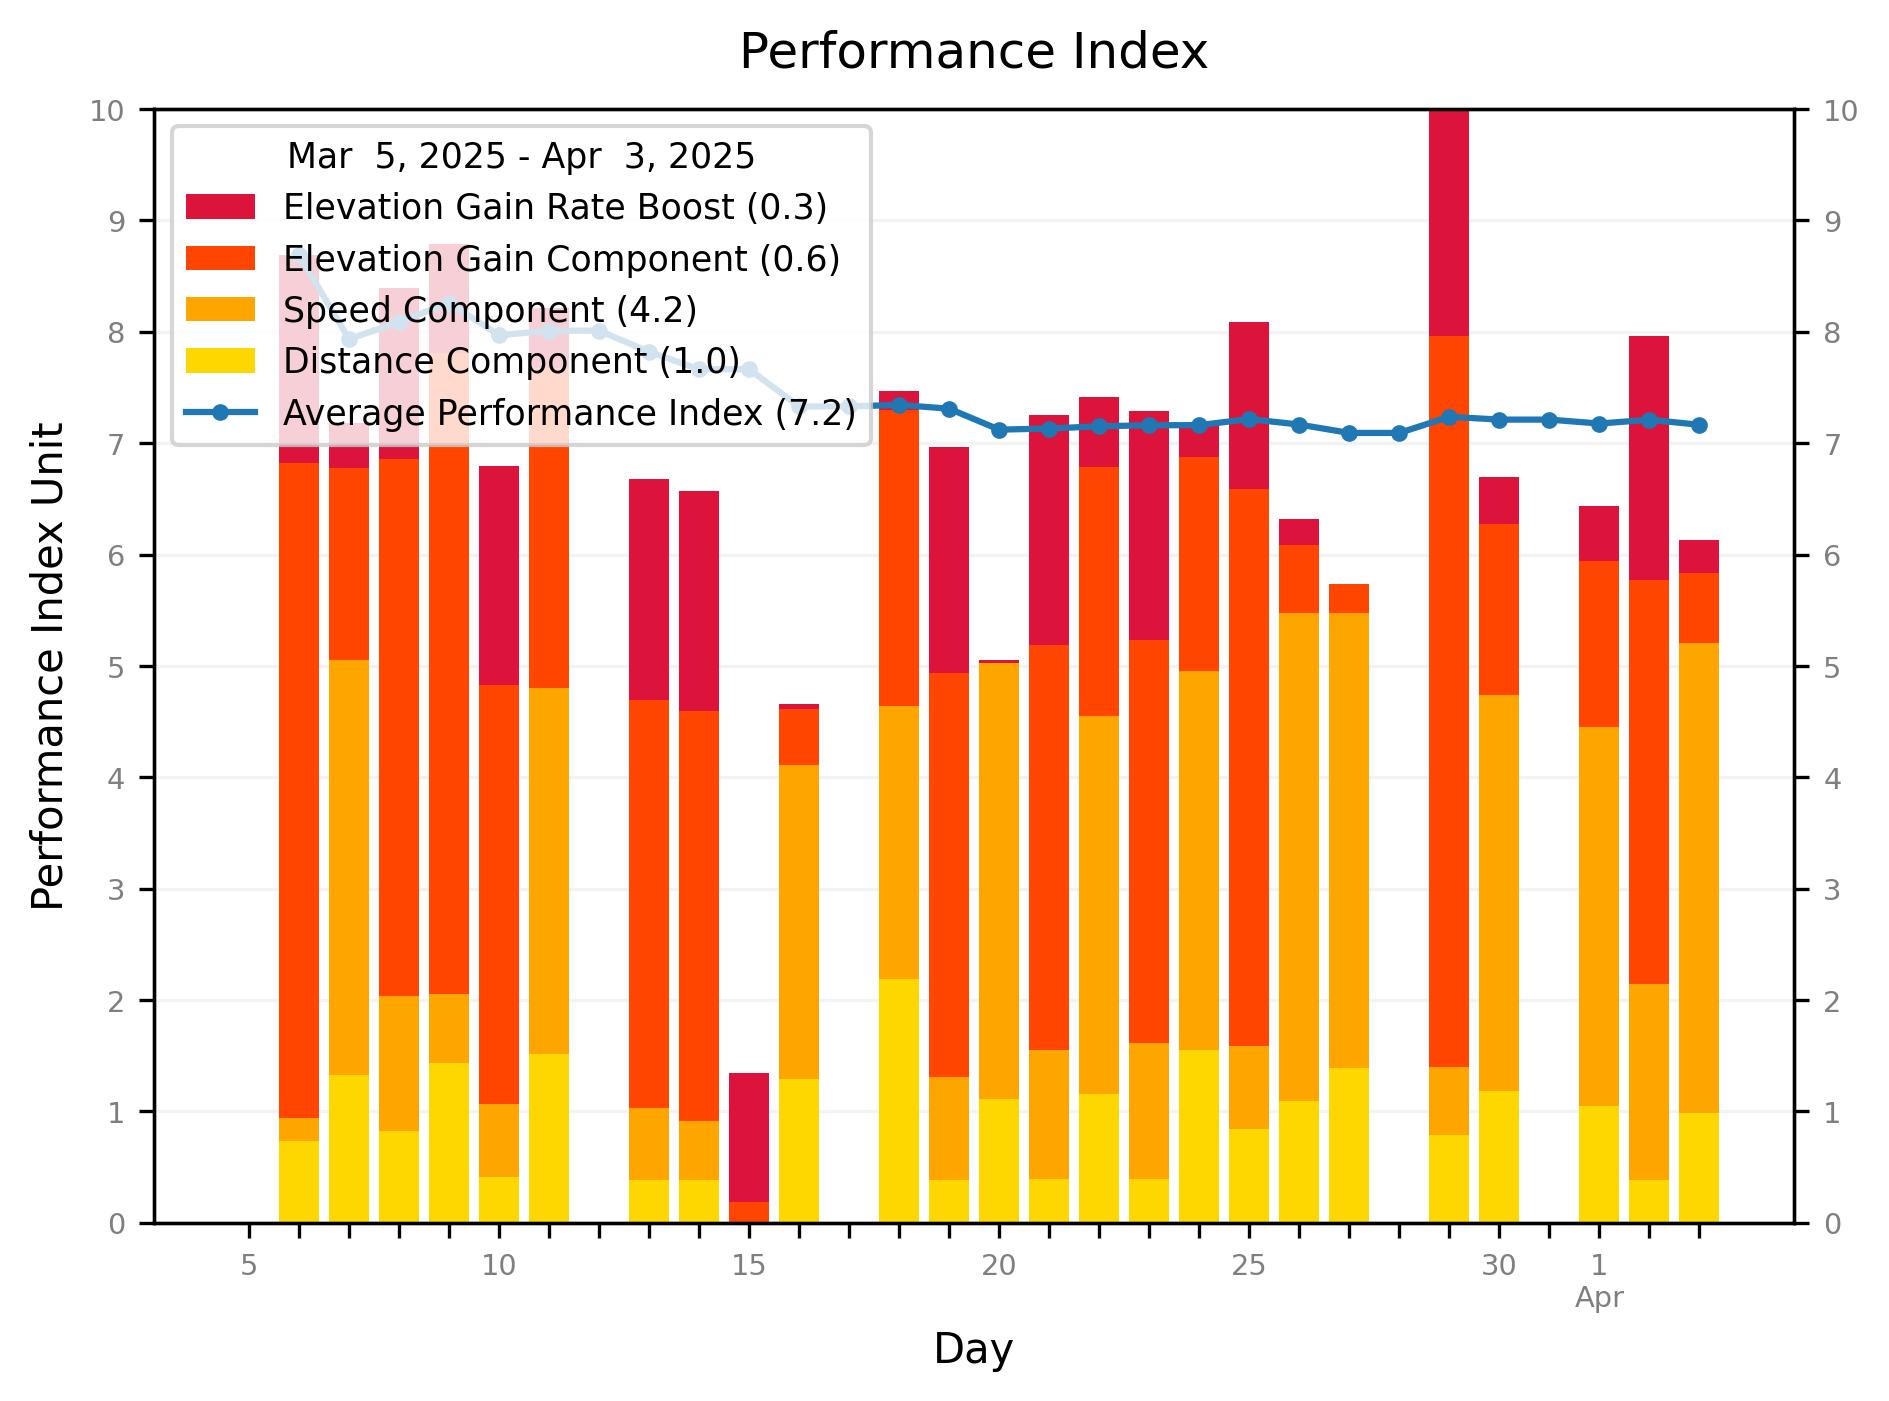 Performance Index
Mar  5, 2025 - Apr  3, 2025
Elevation Gain Rate Boost (0.3)
Elevation Gain Component (0.6)
Speed Component (4.2)
Distance Component (1.0)
Average Performance Index (7.2)
Performance Index Unit
10
9
8
7
6
5
4
3
2
1
0
10
9
8
7
6
5
4
3
2
1
0
5 10 15 20 25 30 1
Apr
Day